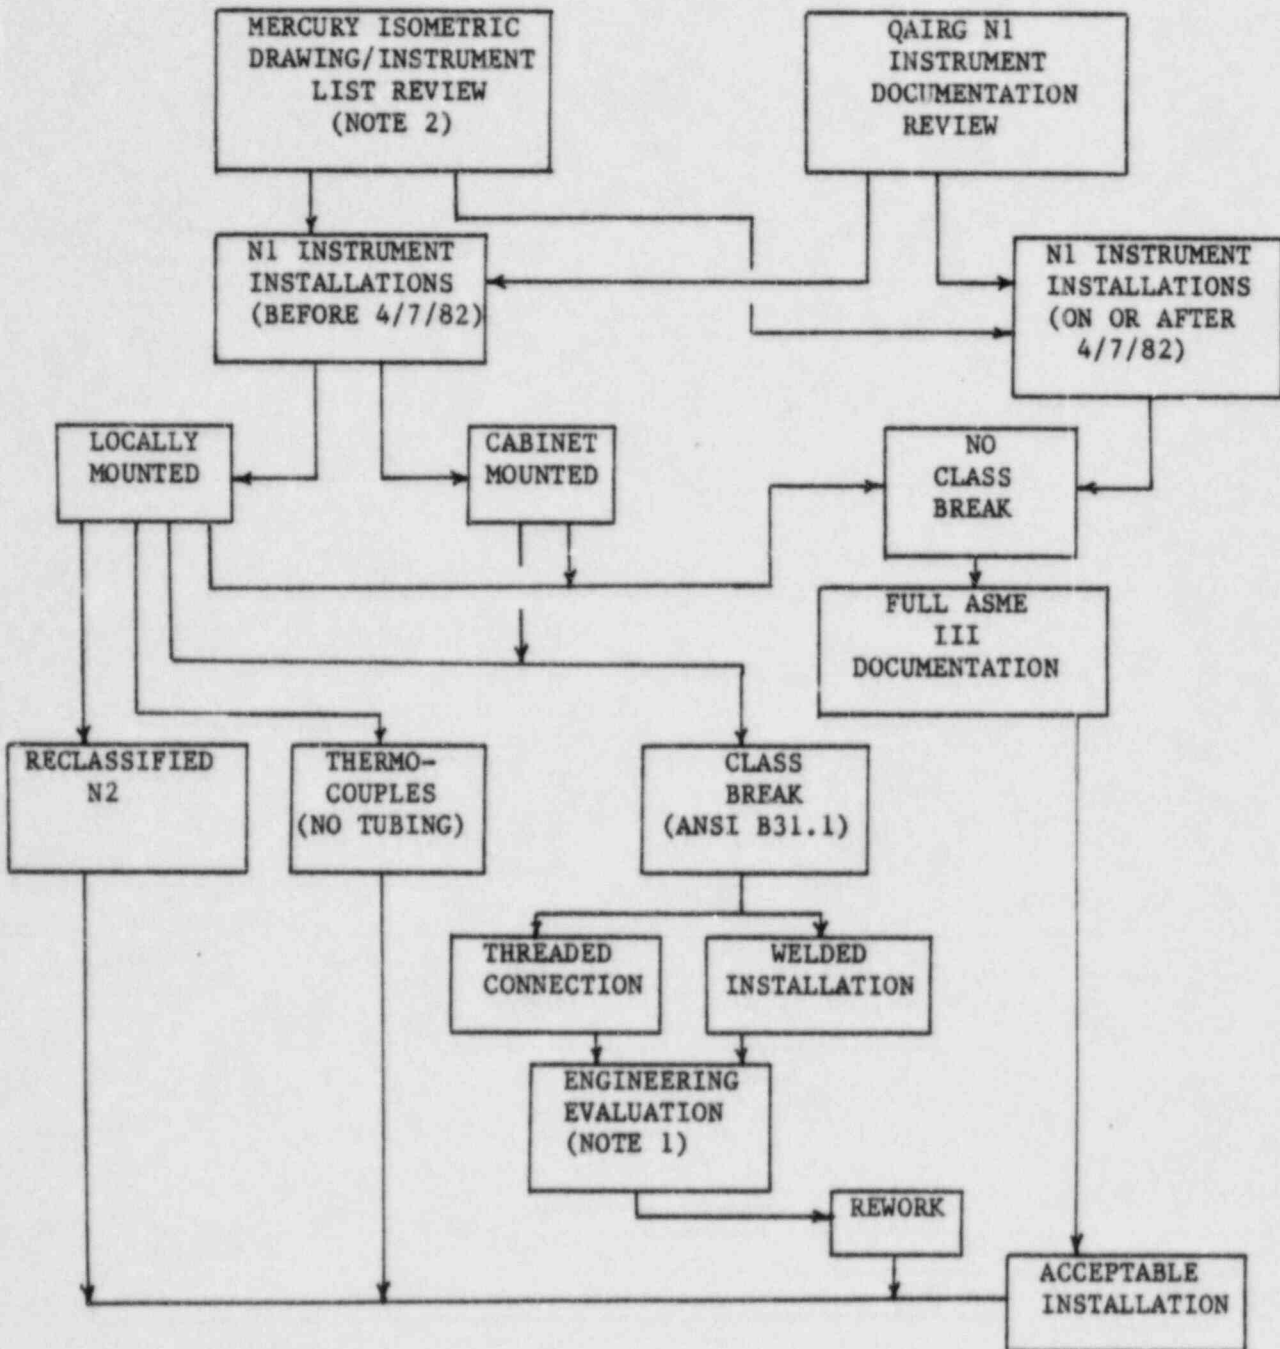 MERCURY ISOMETRIC
DRAWING/INSTRUMENT
LIST REVIEW
(NOTE 2)
QAIRG N1
INSTRUMENT
DOCUMENTATION
REVIEW
N1 INSTRUMENT
INSTALLATIONS
(BEFORE 4/7/82)
N1 INSTRUMENT
INSTALLATIONS
(ON OR AFTER
4/7/82)
LOCALLY
MOUNTED
CABINET
MOUNTED
NO
CLASS
BREAK
FULL ASME
III
DOCUMENTATION
RECLASSIFIED
N2
THERMO-
COUPLES
(NO TUBING)
CLASS
BREAK
(ANSI B31.1)
THREADED
CONNECTION
WELDED
INSTALLATION
ENGINEERING
EVALUATION
(NOTE 1)
REWORK
ACCEPTABLE
INSTALLATION